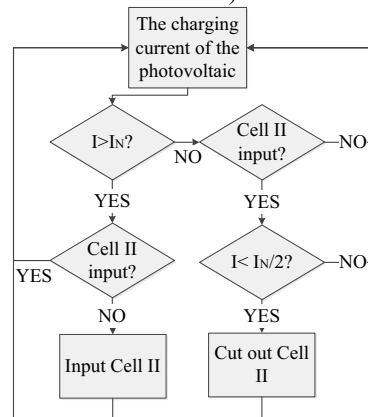 The charging
current of the
photovoltaic
I>IN?
NO
Cell II
input?
NO
YES
YES
Cell II
input?
YES
I< IN/2?
NO
NO
YES
Input Cell II
Cut out Cell
II